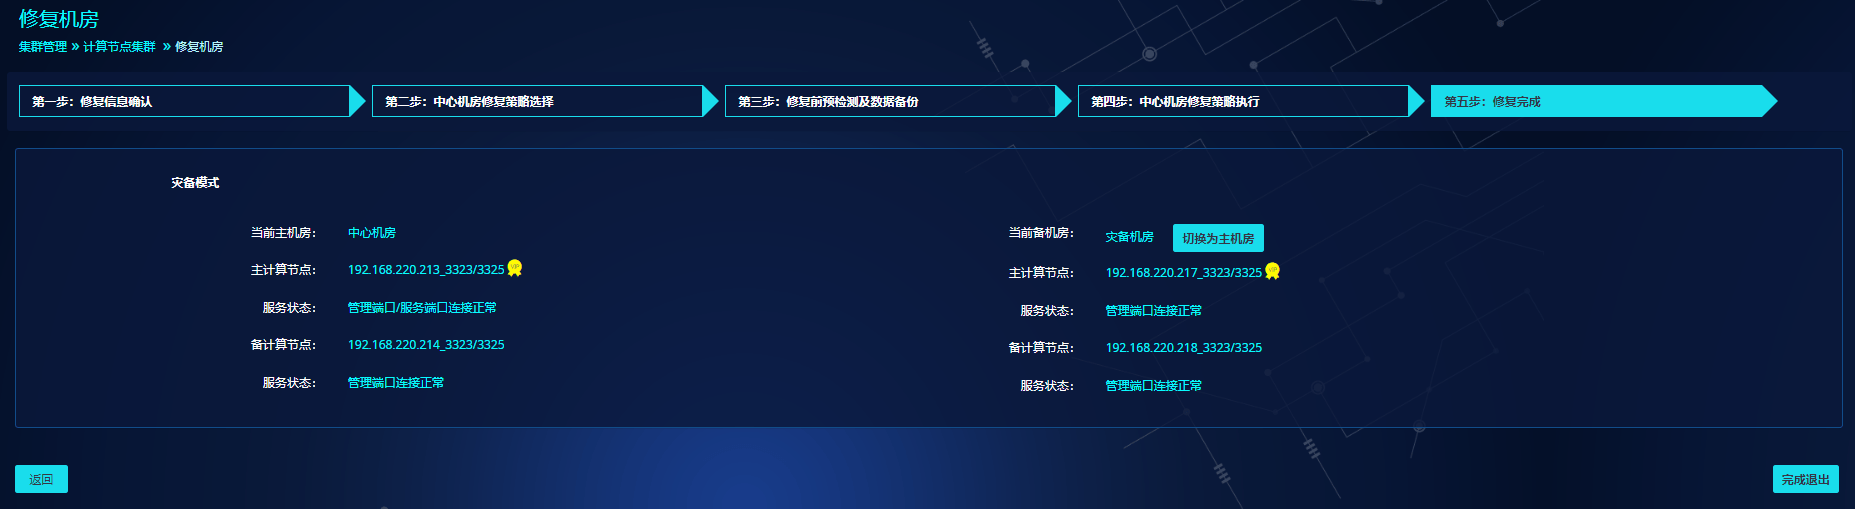 修复机房
集群管理 » 计算节点集群 » 修复机房
第一步：修复信息确认
第二步：中心机房修复策略选择
第三步：修复前预检测及数据备份
第四步：中心机房修复策略执行
第五步：修复完成
灾备模式
当前主机房： 中心机房
主计算节点： 192.168.220.213_3323/3325
服务状态： 管理端口/服务端口连接正常
备计算节点： 192.168.220.214_3323/3325
服务状态： 管理端口连接正常
当前备机房： 灾备机房 切换为主机房
主计算节点： 192.168.220.217_3323/3325
服务状态： 管理端口连接正常
备计算节点： 192.168.220.218_3323/3325
服务状态： 管理端口连接正常
返回
完成退出